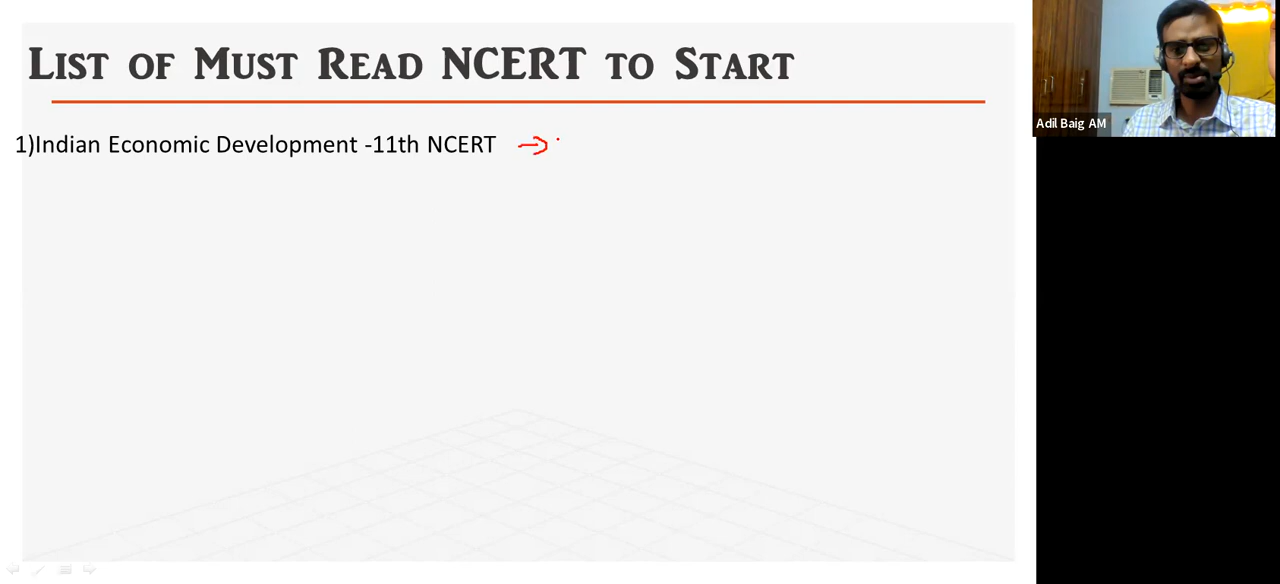 List of Must Read NCERT to Start
1)Indian Economic Development -11th NCERT
Adil Baig AM